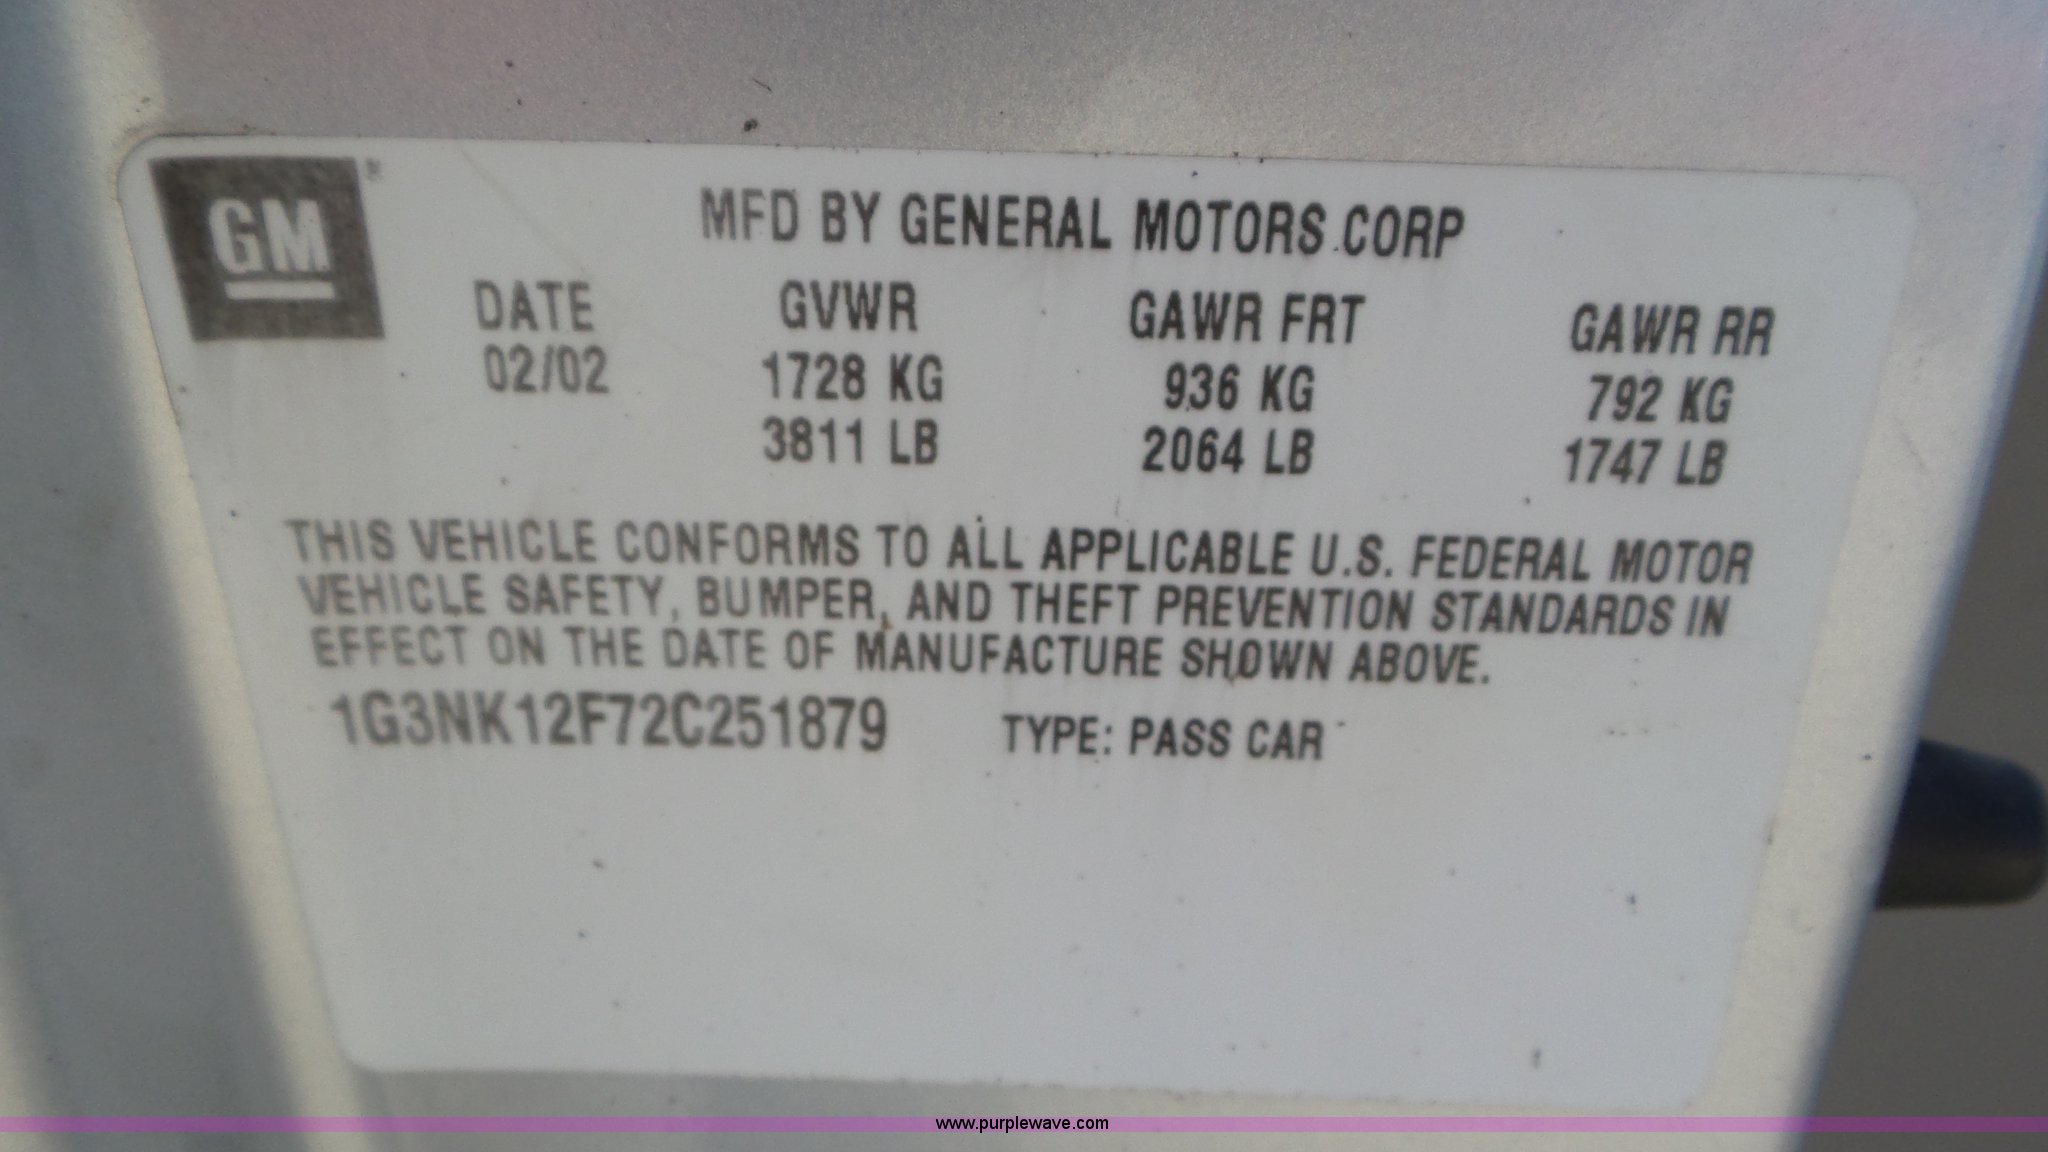 GM
MFD BY GENERAL MOTORS CORP
DATE GVWR GAWR FRT GAWR RR
02/02 1728 KG 936 KG 792 KG
3811 LB 2064 LB 1747 LB
THIS VEHICLE CONFORMS TO ALL APPLICABLE U.S. FEDERAL MOTOR
VEHICLE SAFETY, BUMPER, AND THEFT PREVENTION STANDARDS IN
EFFECT ON THE DATE OF MANUFACTURE SHOWN ABOVE.
1G3NK12F72C251879 TYPE: PASS CAR
www.purplewave.com